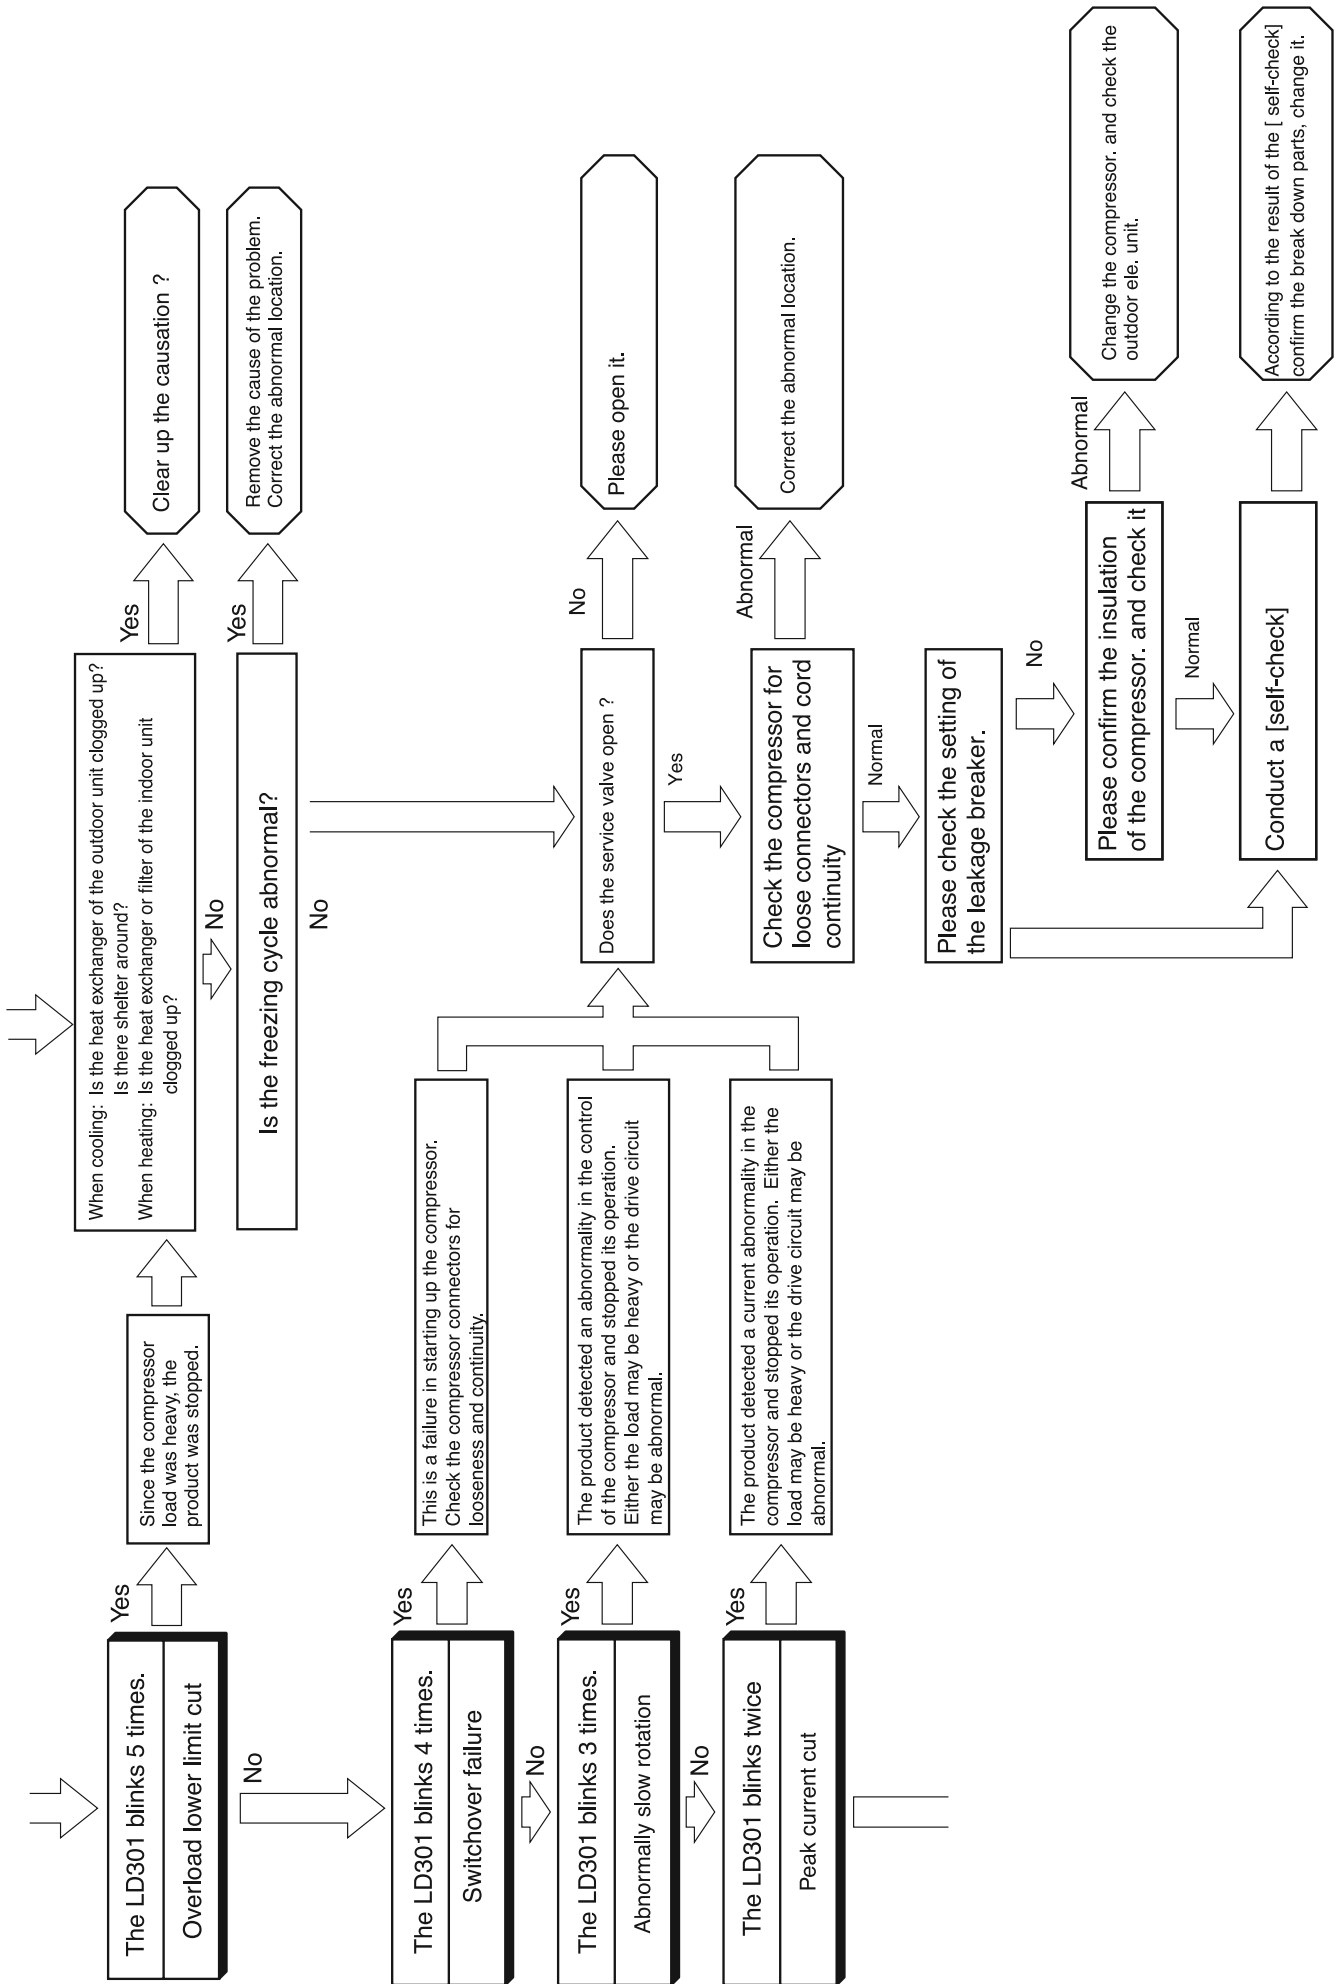 The LD301 blinks 5 times.
Overload lower limit cut
Yes
Since the compressor
load was heavy, the
product was stopped.
When cooling: Is the heat exchanger of the outdoor unit clogged up?
Is there shelter around?
When heating: Is the heat exchanger or filter of the indoor unit
clogged up?
Yes
Clear up the causation ?
No
Is the freezing cycle abnormal?
Yes
Remove the cause of the problem.
Correct the abnormal location.
No
No
The LD301 blinks 4 times.
Switchover failure
Yes
This is a failure in starting up the compressor.
Check the compressor connectors for
looseness and continuity.
No
The LD301 blinks 3 times.
Abnormally slow rotation
Yes
The product detected an abnormality in the control
of the compressor and stopped its operation.
Either the load may be heavy or the drive circuit
may be abnormal.
No
The LD301 blinks twice
Peak current cut
Yes
The product detected a current abnormality in the
compressor and stopped its operation. Either the
load may be heavy or the drive circuit may be
abnormal.
Does the service valve open ?
No
Please open it.
Yes
Check the compressor for
loose connectors and cord
continuity
Abnormal
Correct the abnormal location.
Normal
Please check the setting of
the leakage breaker.
No
Please confirm the insulation
of the compressor. and check it
Abnormal
Change the compressor. and check the
outdoor ele. unit.
Normal
Conduct a [self-check]
According to the result of the [ self-check]
confirm the break down parts, change it.